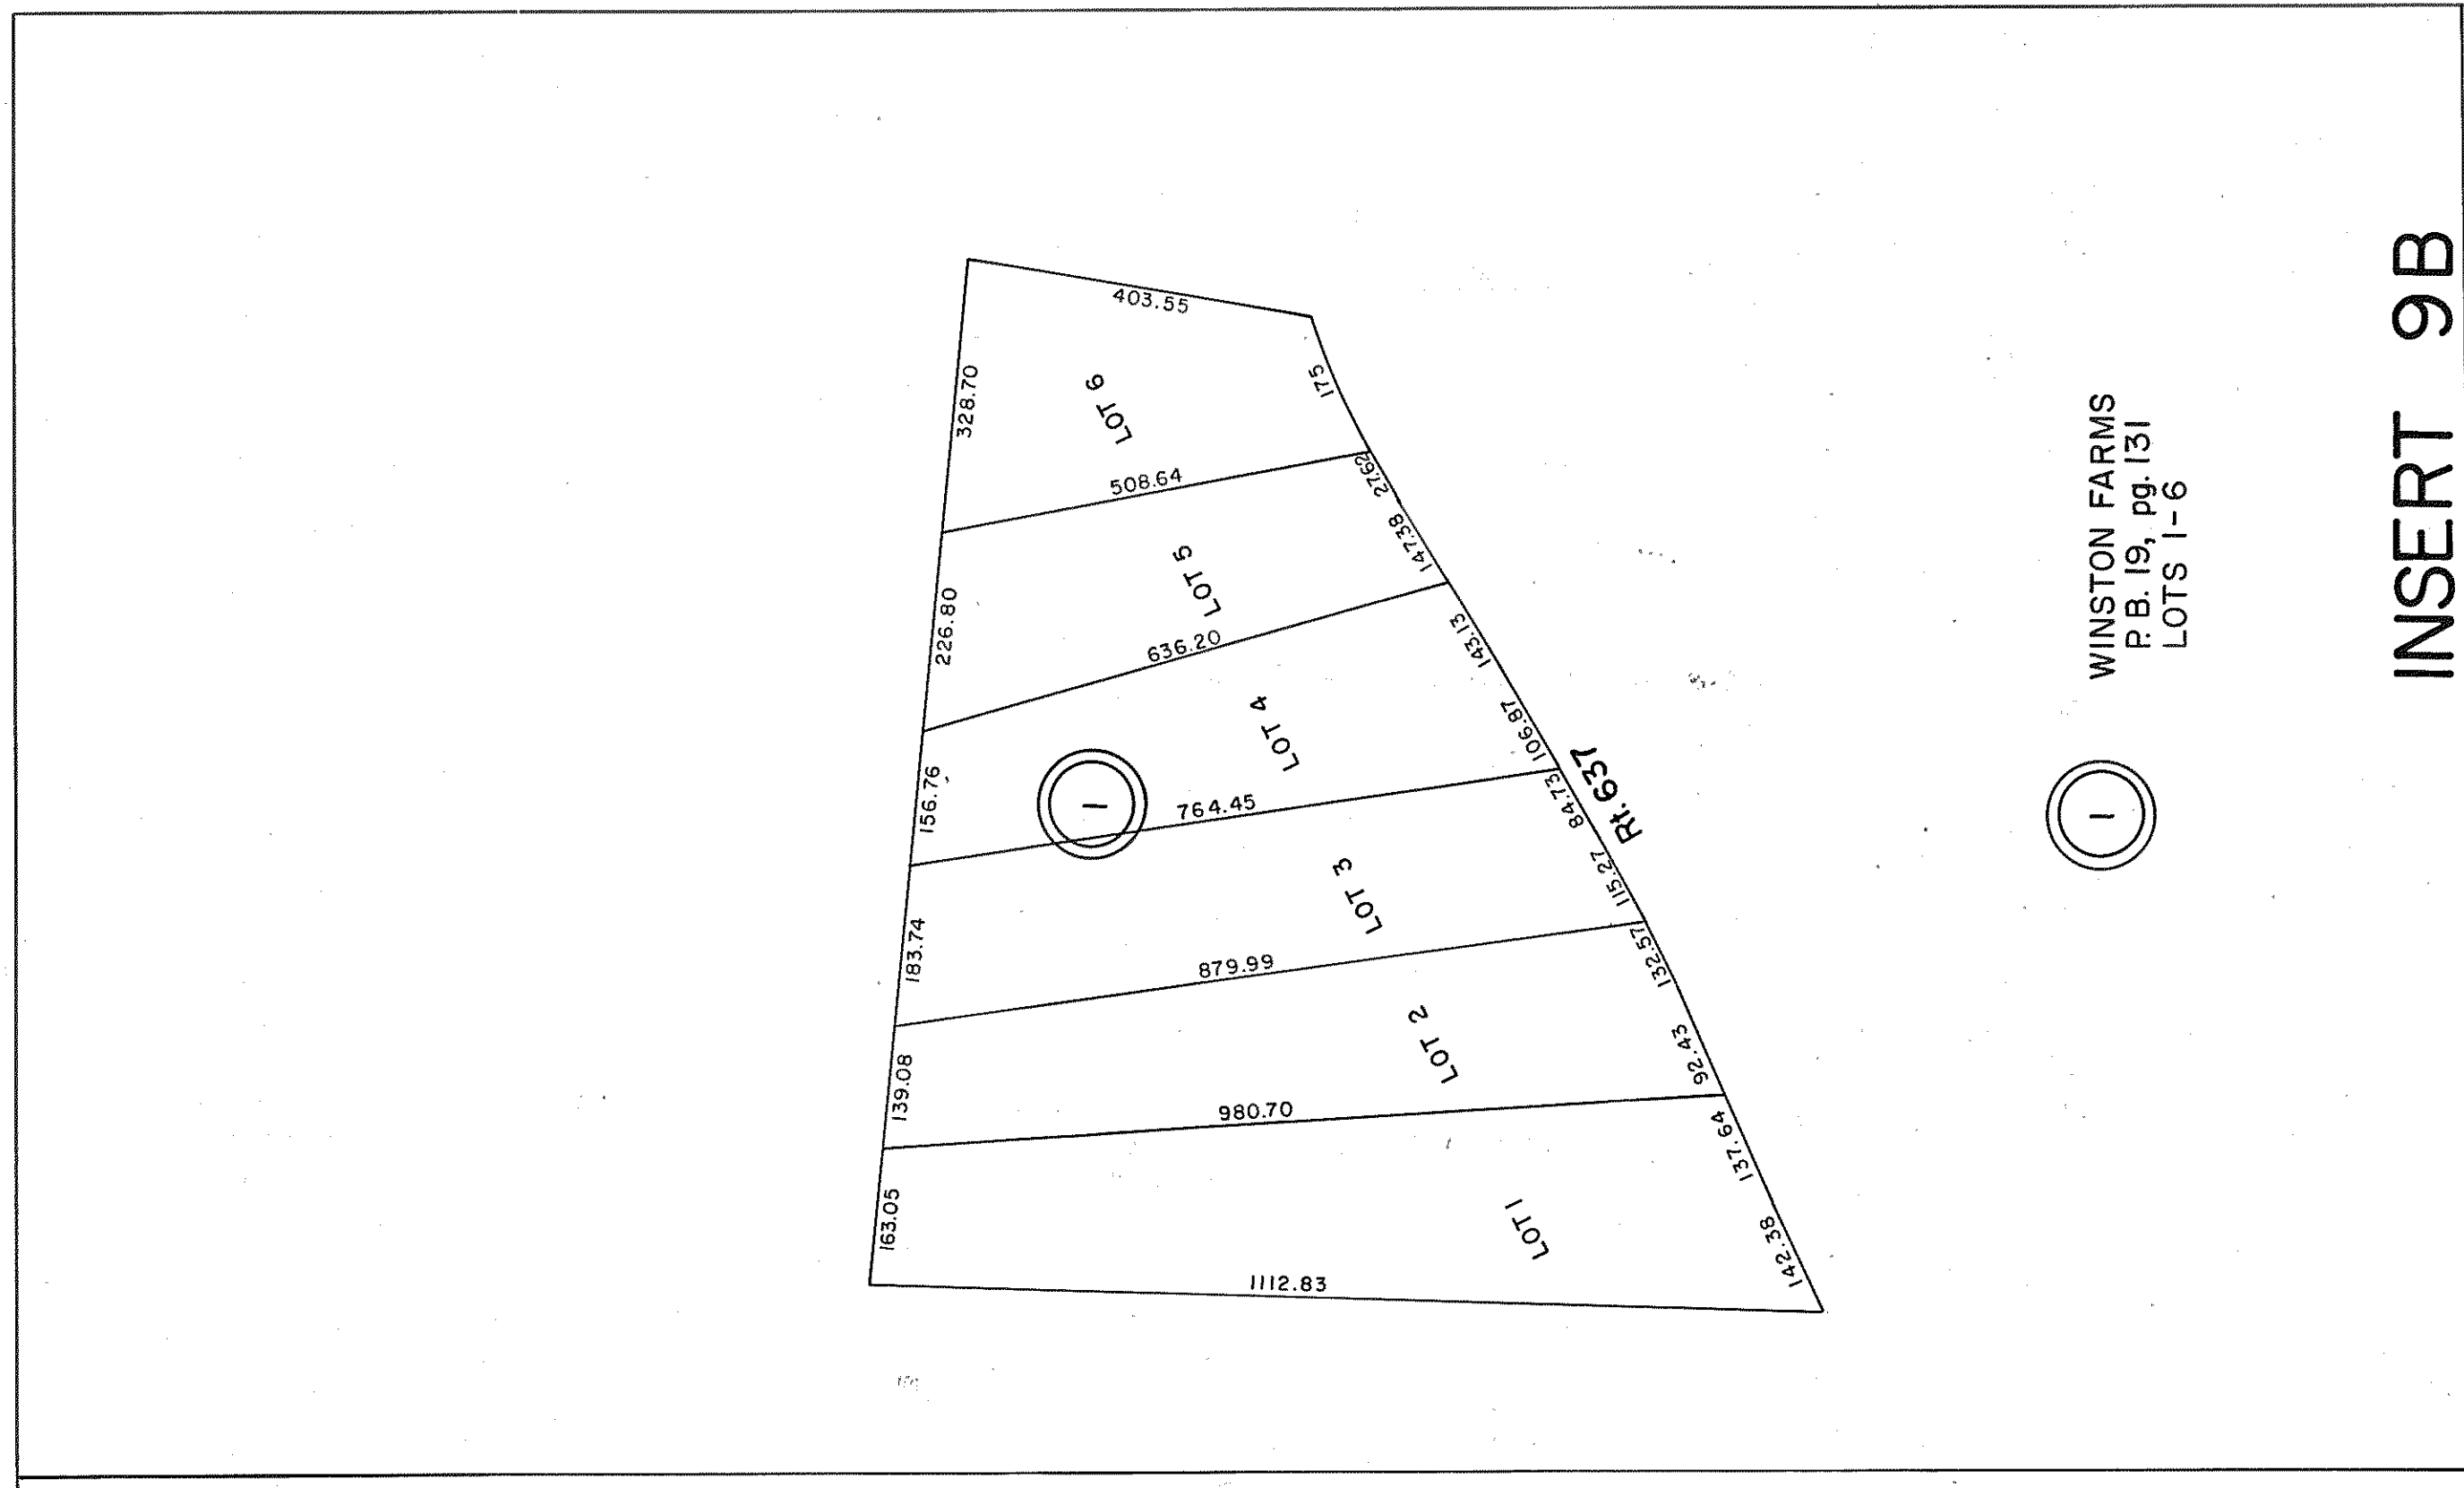 403.55
328.70
LOT 6
175
508.64
27.62
LOT 5
147.38
226.80
636.20
143.13
LOT 4
106.87
156.76
1
764.45
84.73
Rt. 637
LOT 3
115.27
183.74
879.99
132.57
LOT 2
92.43
139.08
980.70
137.64
LOT 1
163.05
142.38
1112.83
1
WINSTON FARMS
P. B. 19, pg. 131
LOTS 1-6
INSERT 9B